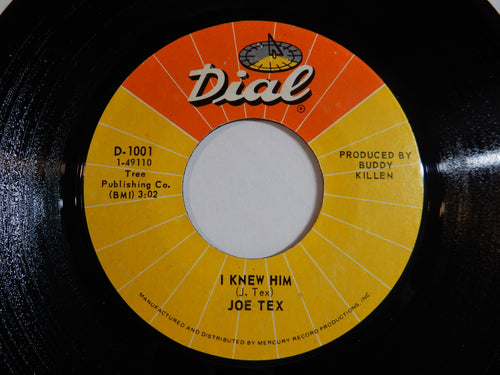 Dial
®
D-1001
1-49110
Tree
Publishing Co.
(BMI) 3:02
PRODUCED BY
BUDDY
KILLEN
I KNEW HIM
(J. Tex)
JOE TEX
MANUFACTURED AND DISTRIBUTED BY MERCURY RECORD PRODUCTIONS, INC.